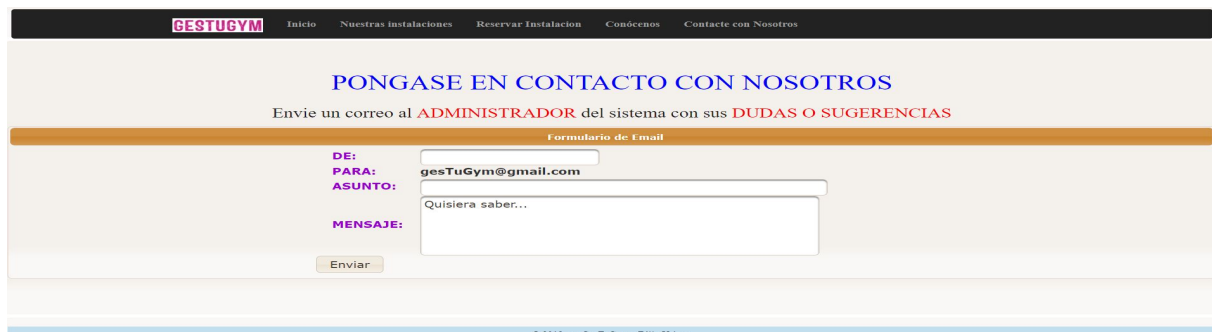 GESTUGYM Inicio Nuestras instalaciones Reservar Instalacion Conócenos Contacte con Nosotros
PONGASE EN CONTACTO CON NOSOTROS
Envie un correo al ADMINISTRADOR del sistema con sus DUDAS O SUGERENCIAS
Formulario de Email
DE:
PARA: gesTuGym@gmail.com
ASUNTO:
Quisiera saber...
MENSAJE:
Enviar